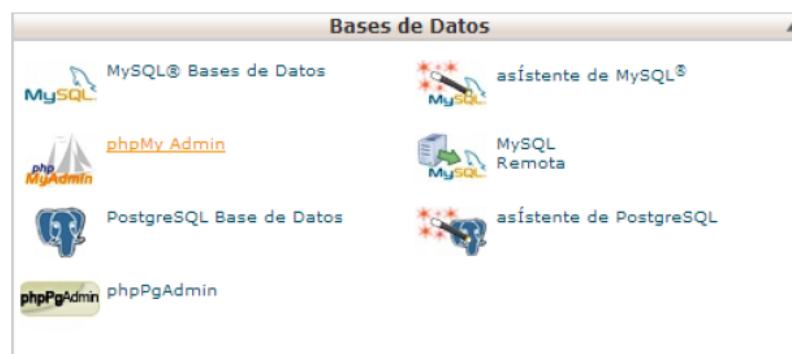 Bases de Datos
MySQL MySQL® Bases de Datos
MySQL asÍstente de MySQL®
php MyAdmin phpMy Admin
MySQL MySQL
Remota
PostgreSQL Base de Datos
asÍstente de PostgreSQL
phpPgAdmin phpPgAdmin